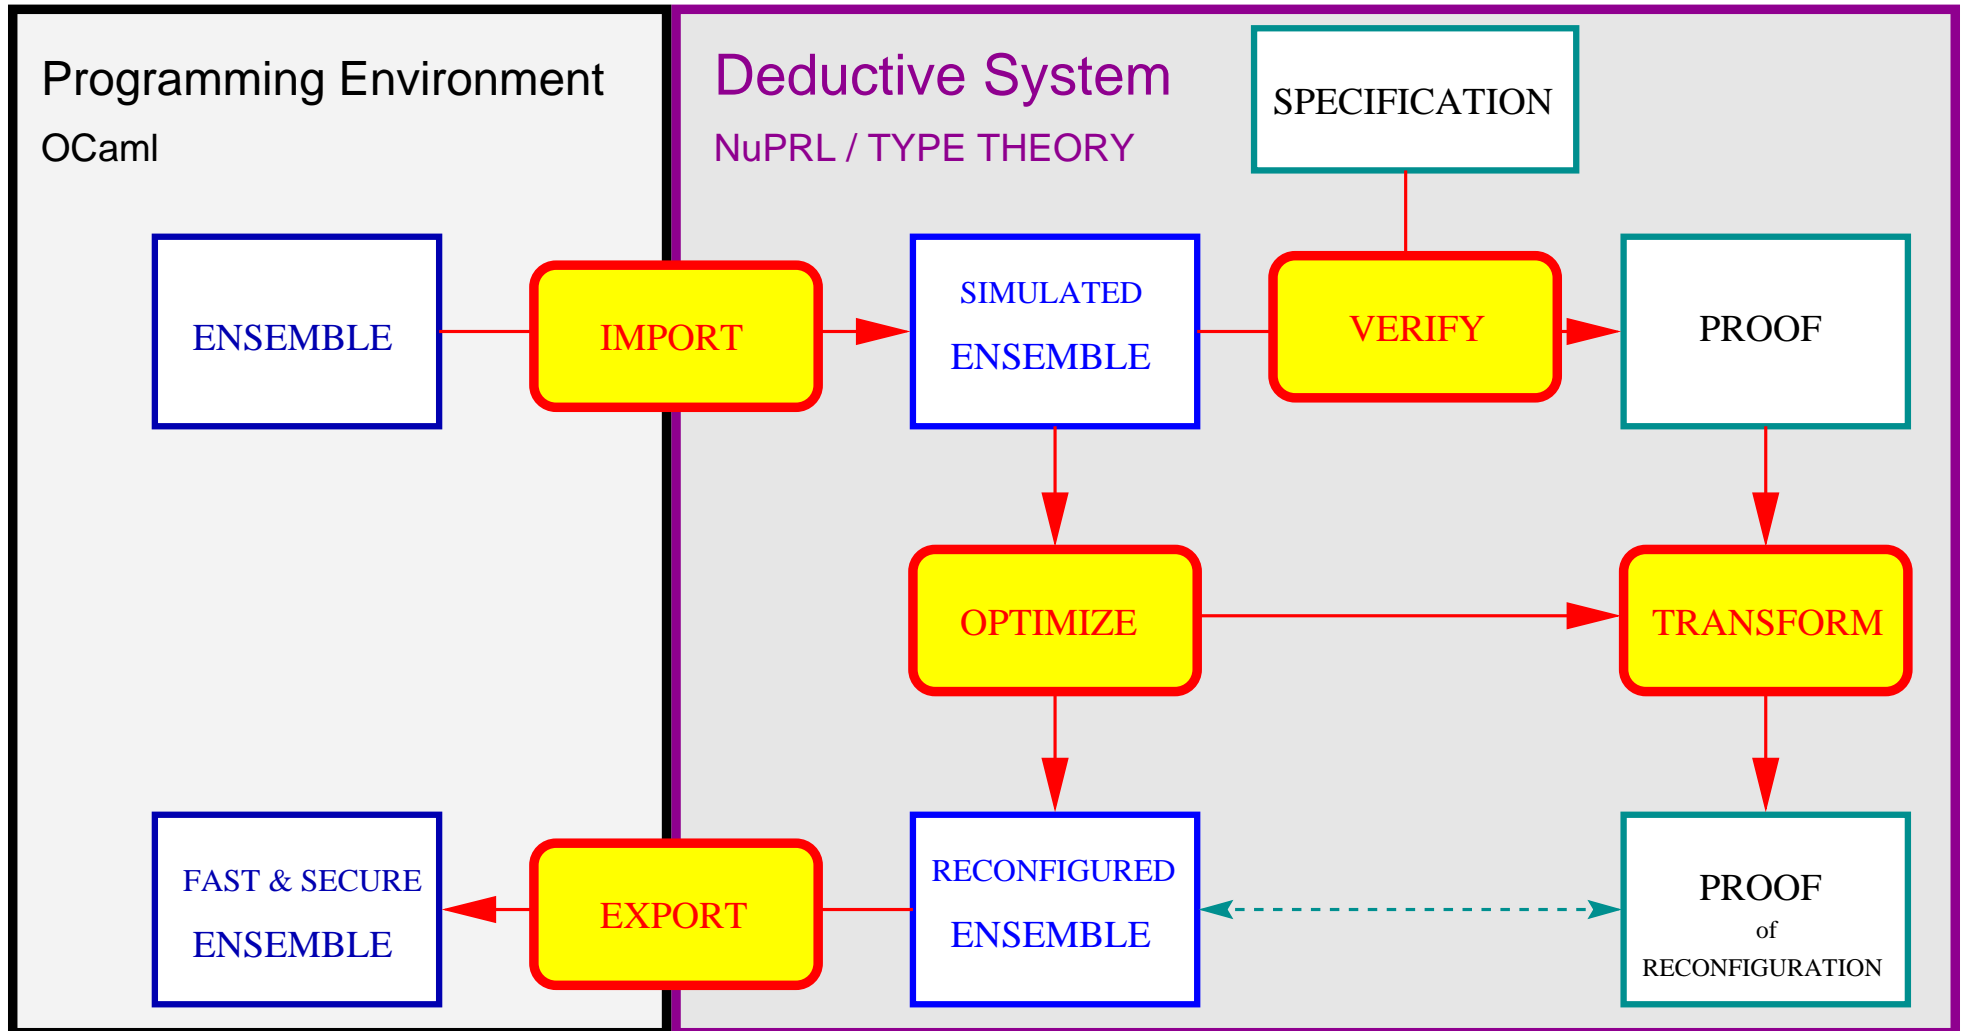 Programming Environment
OCaml
Deductive System
NuPRL / TYPE THEORY
SPECIFICATION
ENSEMBLE
IMPORT
SIMULATED
ENSEMBLE
VERIFY
PROOF
OPTIMIZE
TRANSFORM
FAST & SECURE
ENSEMBLE
EXPORT
RECONFIGURED
ENSEMBLE
PROOF
of
RECONFIGURATION